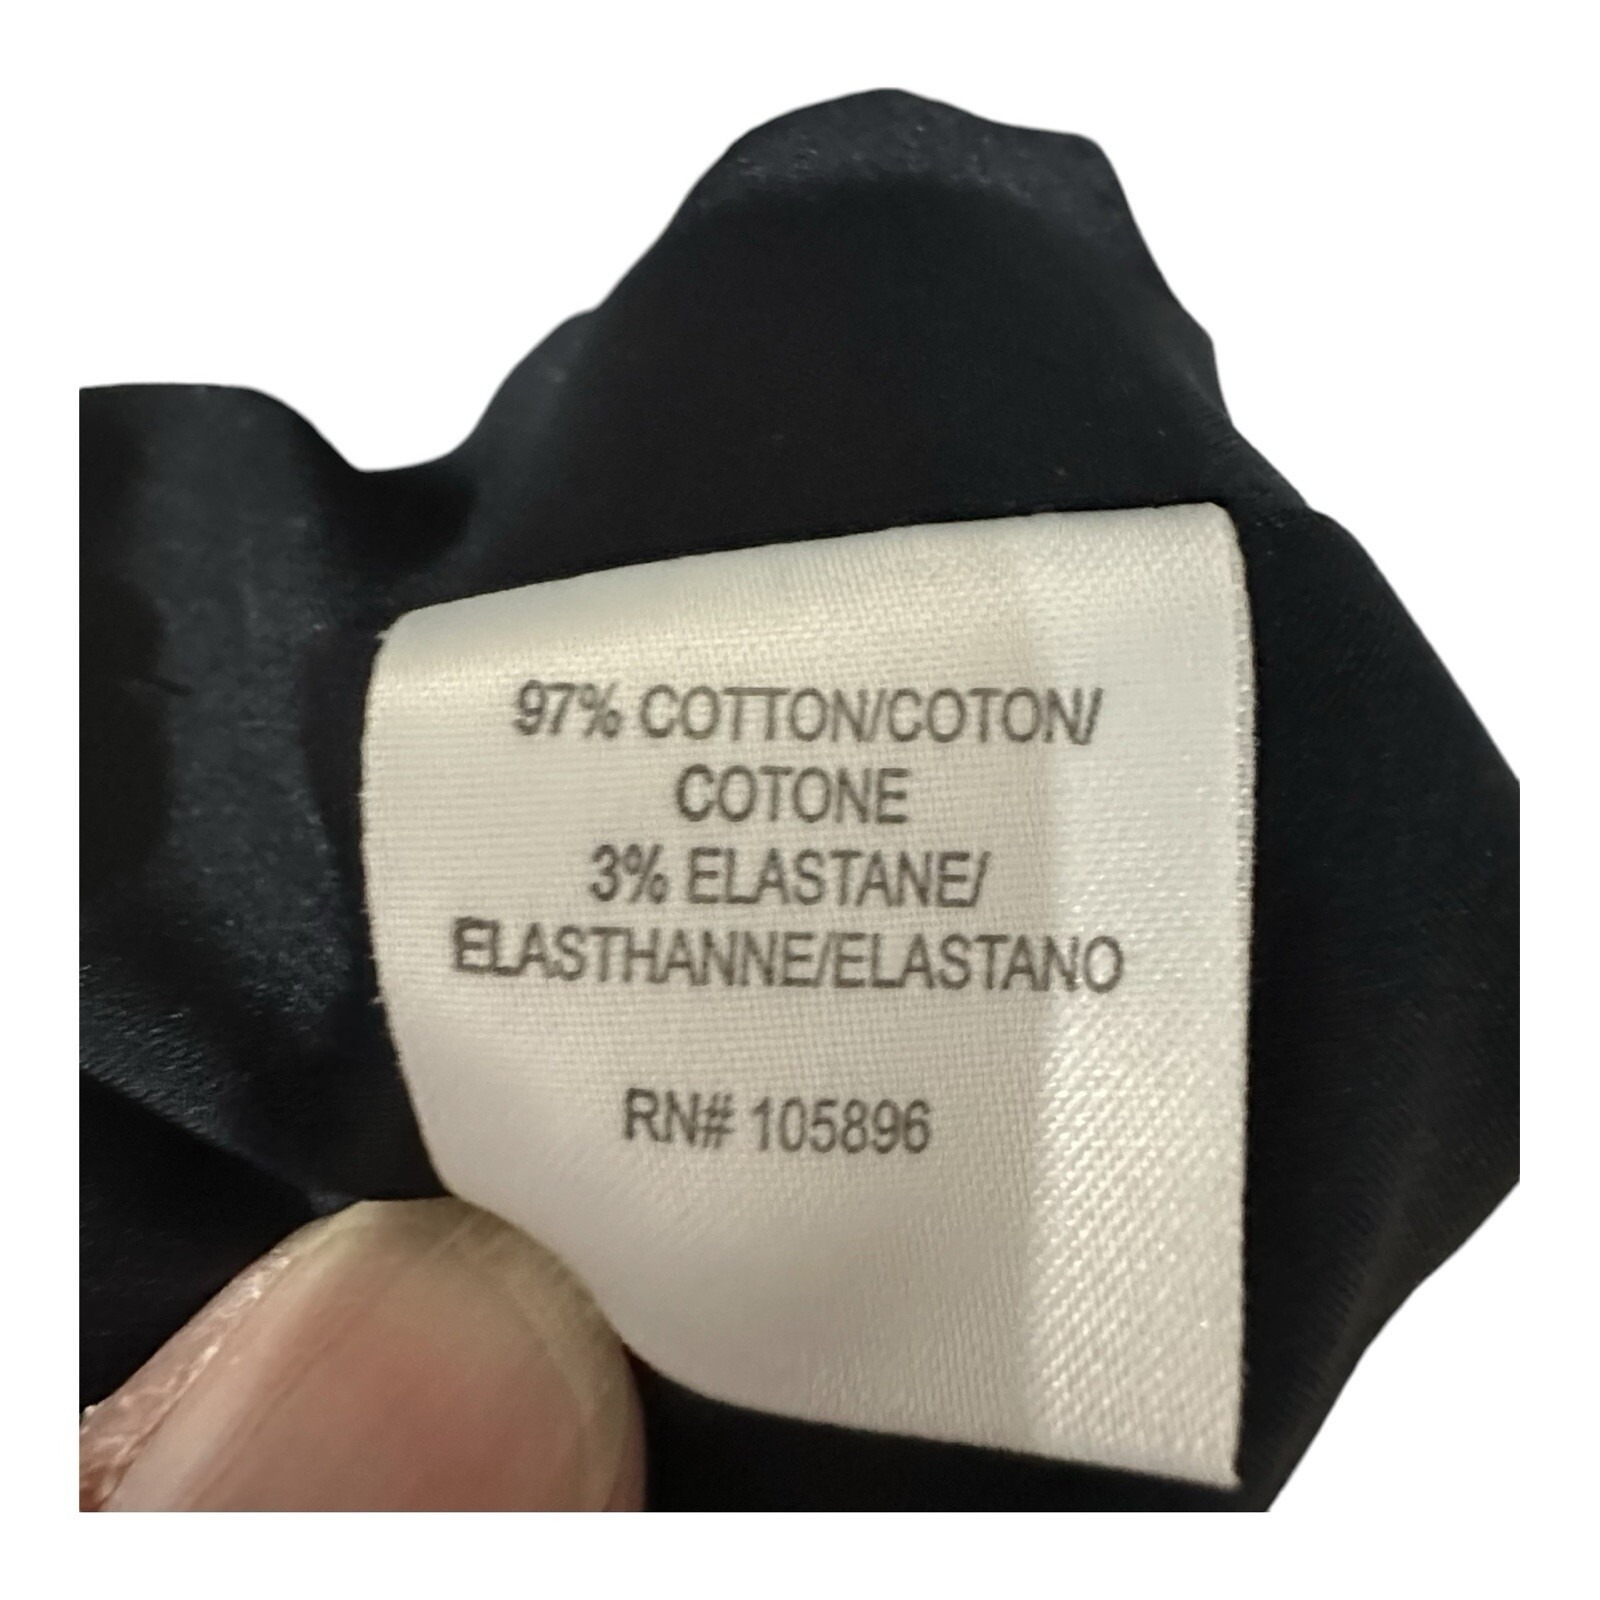 97% COTTON/COTON/
COTONE
3% ELASTANE/
ELASTHANNE/ELASTANO
RN# 105896